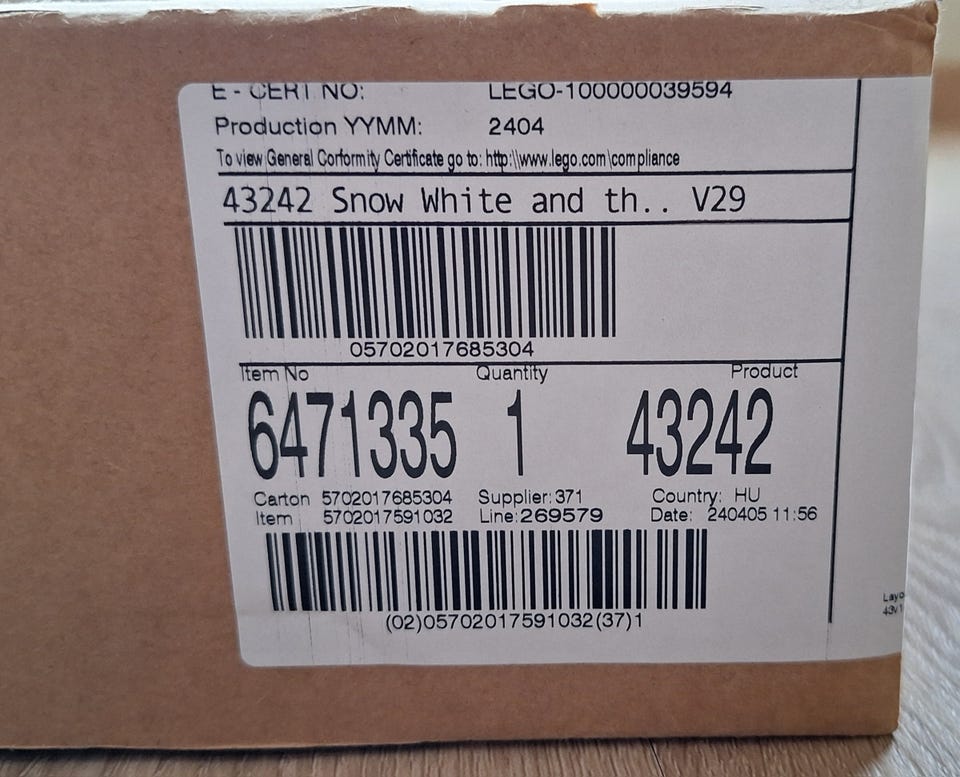 E - CERT NO: LEGO-100000039594
Production YYMM: 2404
To view General Corformity Certificate go to: http:\\www.lego.com\compliance
43242 Snow White and th.. V29
05702017685304
Item No Quantity Product
6471335 1 43242
Carton 5702017685304 Supplier: 371 Country: HU
Item 5702017591032 Line: 269579 Date: 240405 11:56
(02)05702017591032(37)1